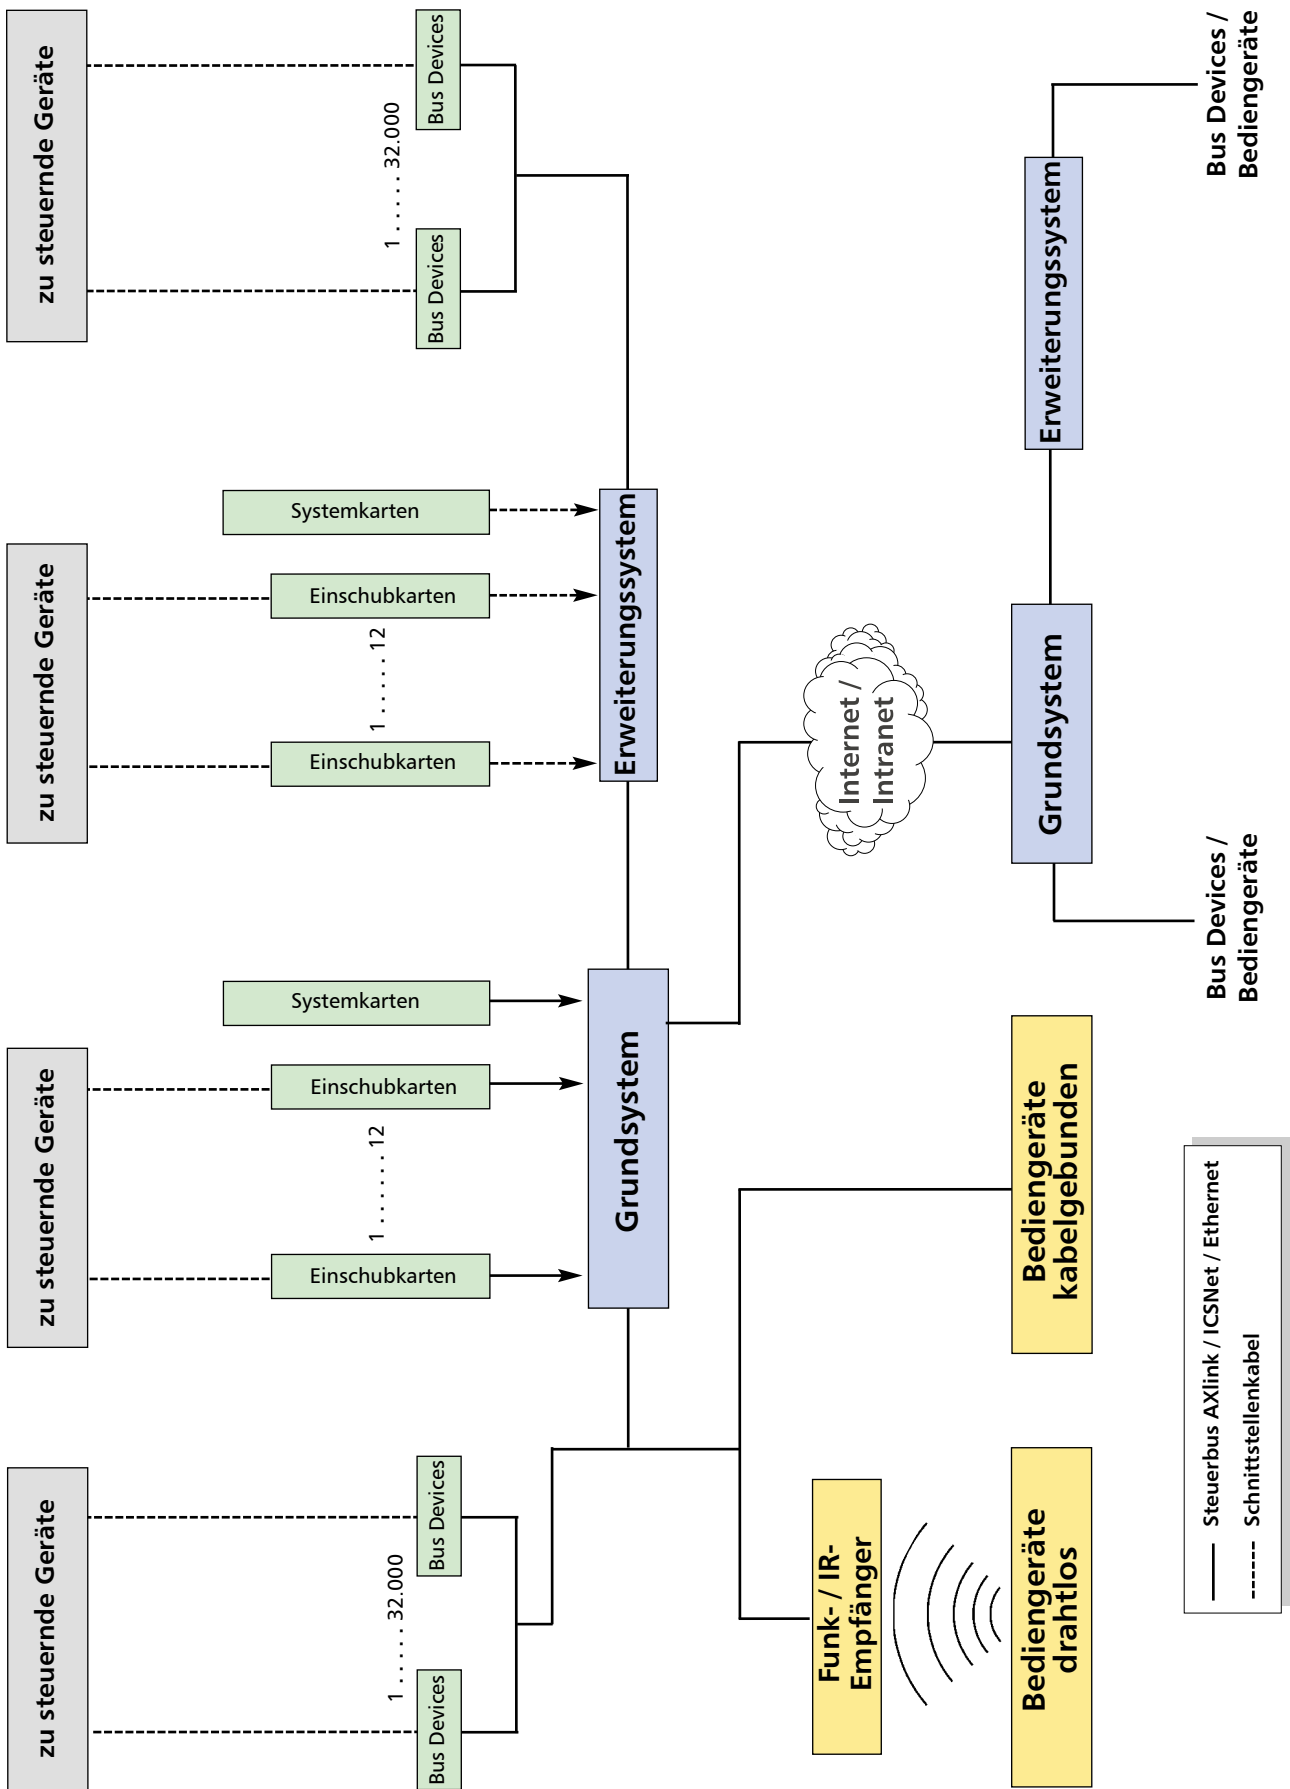 zu steuernde Geräte
zu steuernde Geräte
zu steuernde Geräte
zu steuernde Geräte
Einschubkarten
1 . . . . . . . 12
Einschubkarten
Systemkarten
Einschubkarten
1 . . . . . . 12
Einschubkarten
Systemkarten
Bus Devices
1 . . . . . 32.000
Bus Devices
Bus Devices
1 . . . . . . 32.000
Bus Devices
Grundsystem
Erweiterungssystem
Funk- / IR-
Empfänger
Internet /
Intranet
Bediengeräte
drahtlos
Bediengeräte
kabelgebunden
Grundsystem
Erweiterungssystem
Steuerbus AXlink / ICSNet / Ethernet
Schnittstellenkabel
Bus Devices /
Bediengeräte
Bus Devices /
Bediengeräte